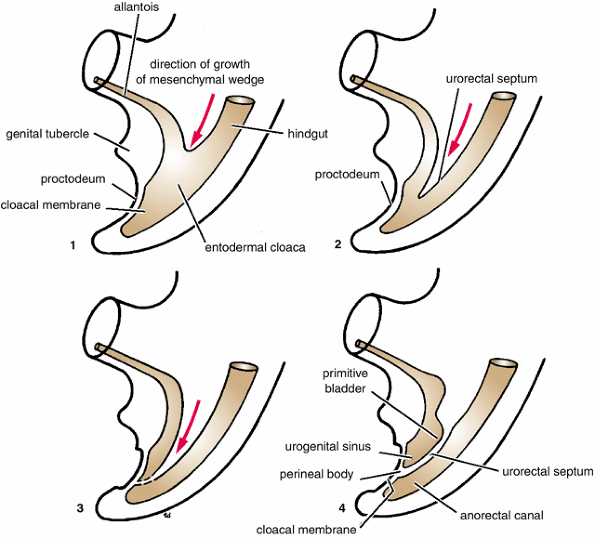 allantois
direction of growth
of mesenchymal wedge
genital tubercle
hindgut
proctodeum
cloacal membrane
entodermal cloaca
1
urorectal septum
proctodeum
2
3
primitive
bladder
urogenital sinus
perineal body
urorectal septum
anorectal canal
cloacal membrane
4